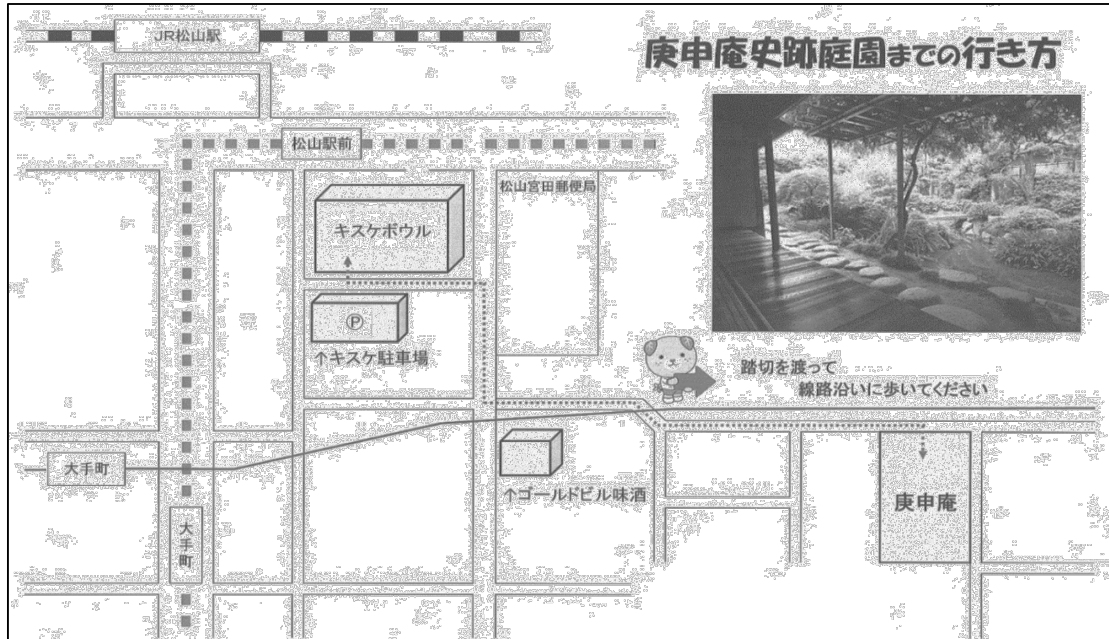 JR松山駅
庚申庵史跡庭園までの行き方
松山駅前
松山宮田郵便局
キスケボウル
Ⓟ
↑キスケ駐車場
踏切を渡って
線路沿いに歩いてください
大手町
↑ゴールドビル味酒
庚申庵
大手町